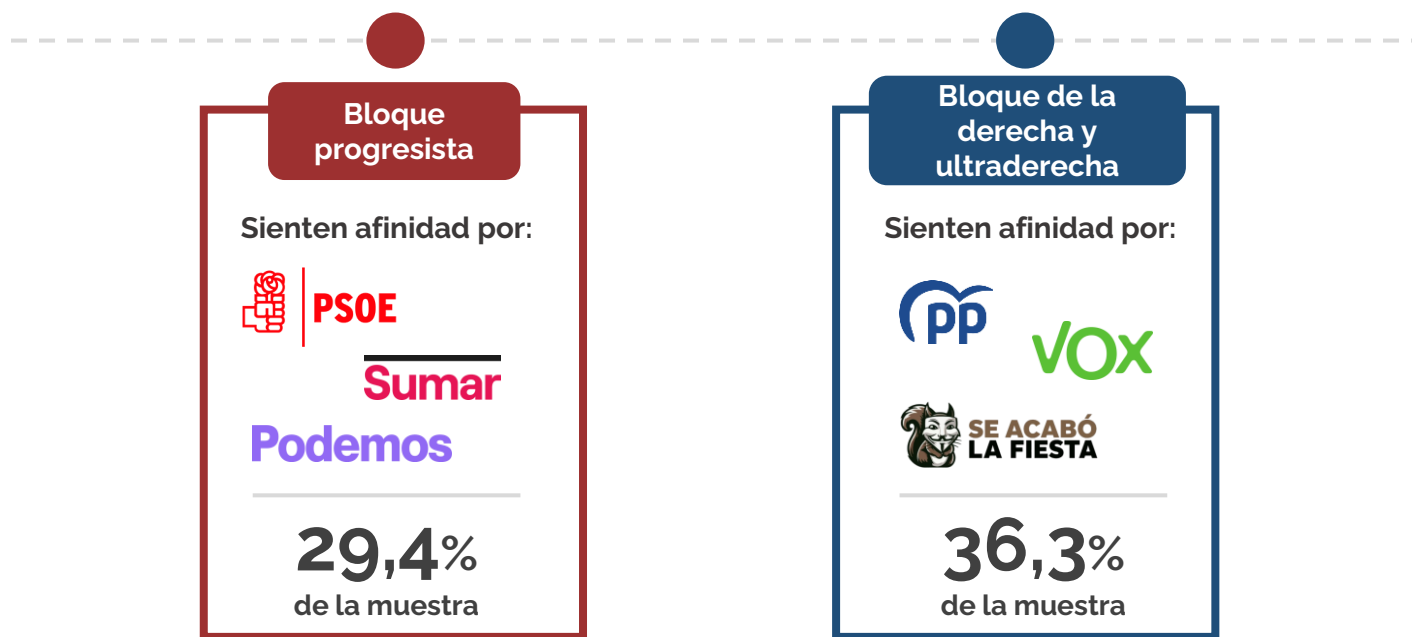 Bloque
progresista
Sienten afinidad por:
PSOE
Sumar
Podemos
29,4%
de la muestra
Bloque de la
derecha y
ultraderecha
Sienten afinidad por:
pp
VOX
SE ACABÓ
LA FIESTA
36,3%
de la muestra